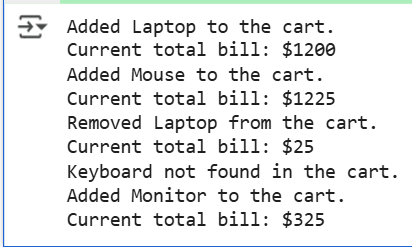 Added Laptop to the cart.
Current total bill: $1200
Added Mouse to the cart.
Current total bill: $1225
Removed Laptop from the cart.
Current total bill: $25
Keyboard not found in the cart.
Added Monitor to the cart.
Current total bill: $325